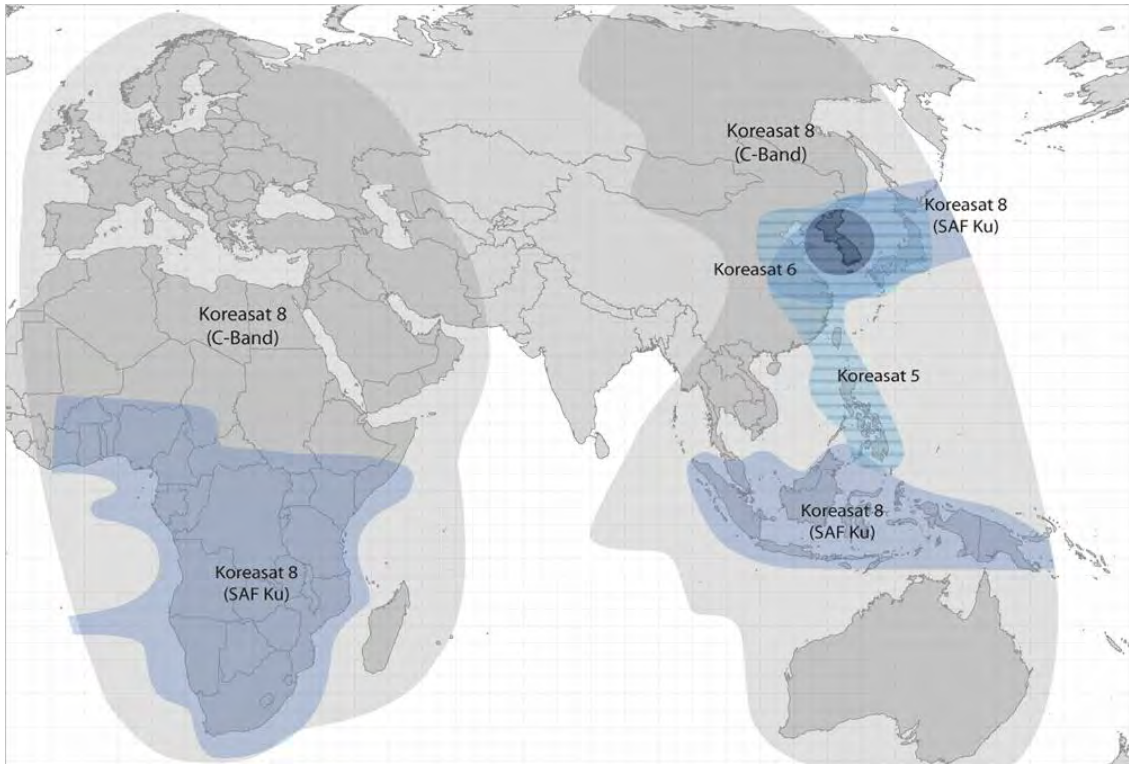 Koreasat 8
(C-Band)
Koreasat 8
(SAF Ku)
Koreasat 6
Koreasat 8
(C-Band)
Koreasat 5
Koreasat 8
(SAF Ku)
Koreasat 8
(SAF Ku)